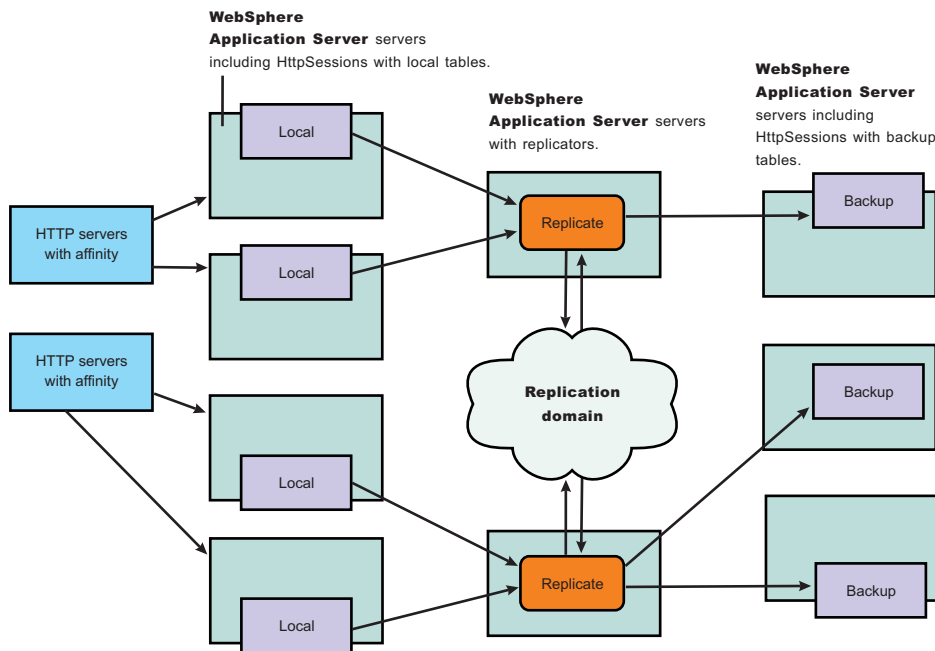 WebSphere
Application Server servers
including HttpSessions with local tables.
WebSphere
Application Server servers
with replicators.
WebSphere
Application Server
servers including
HttpSessions with backup
tables.
Local
Local
Local
Local
HTTP servers
with affinity
HTTP servers
with affinity
Replicate
Replication
domain
Replicate
Backup
Backup
Backup